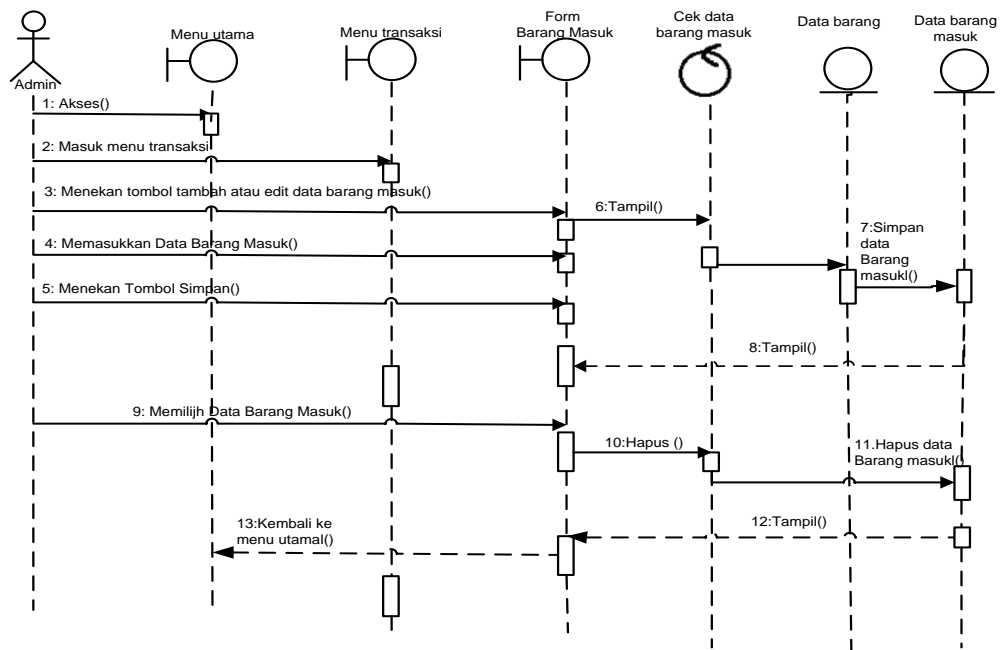 Form
Barang Masuk
Cek data
barang masuk
Data barang
Data barang
masuk
Menu utama
Menu transaksi
Admin
1: Akses()
2: Masuk menu transaksi
3: Menekan tombol tambah atau edit data barang masuk()
6:Tampil()
4: Memasukkan Data Barang Masuk()
7:Simpan
data
Barang
masukl()
5: Menekan Tombol Simpan()
8:Tampil()
9: Memilijh Data Barang Masuk()
10:Hapus ()
11.Hapus data
Barang masukl()
12:Tampil()
13:Kembali ke
menu utamal()